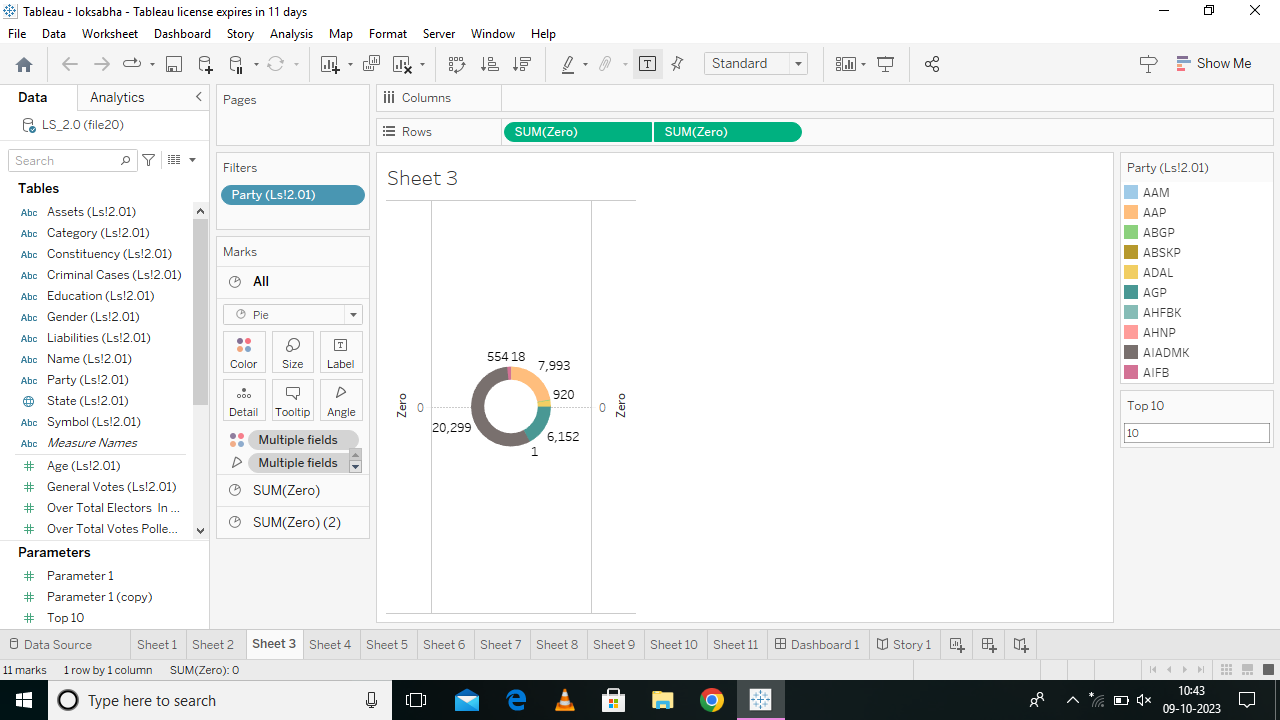 Tableau - loksabha - Tableau license expires in 11 days
File Data Worksheet Dashboard Story Analysis Map Format Server Window Help
Standard
Show Me
Data Analytics
LS_2.0 (file20)
Search
Tables
Abc Assets (Ls!2.01)
Abc Category (Ls!2.01)
Abc Constituency (Ls!2.01)
Abc Criminal Cases (Ls!2.01)
Abc Education (Ls!2.01)
Abc Gender (Ls!2.01)
Abc Liabilities (Ls!2.01)
Abc Name (Ls!2.01)
Abc Party (Ls!2.01)
State (Ls!2.01)
Abc Symbol (Ls!2.01)
Abc Measure Names
# Age (Ls!2.01)
# General Votes (Ls!2.01)
# Over Total Electors In ...
# Over Total Votes Polle...
Parameters
# Parameter 1
# Parameter 1 (copy)
# Top 10
Pages
Filters
Party (Ls!2.01)
Marks
All
Pie
Color Size Label
Detail Tooltip Angle
Multiple fields
Multiple fields
SUM(Zero)
SUM(Zero) (2)
Columns
Rows SUM(Zero) SUM(Zero)
Sheet 3
554 18
7,993
920
Zero 0 0 Zero
20,299
6,152
1
Party (Ls!2.01)
AAM
AAP
ABGP
ABSKP
ADAL
AGP
AHFBK
AHNP
AIADMK
AIFB
Top 10
10
Data Source Sheet 1 Sheet 2 Sheet 3 Sheet 4 Sheet 5 Sheet 6 Sheet 7 Sheet 8 Sheet 9 Sheet 10 Sheet 11 Dashboard 1 Story 1
11 marks 1 row by 1 column SUM(Zero): 0
Type here to search
10:43
09-10-2023